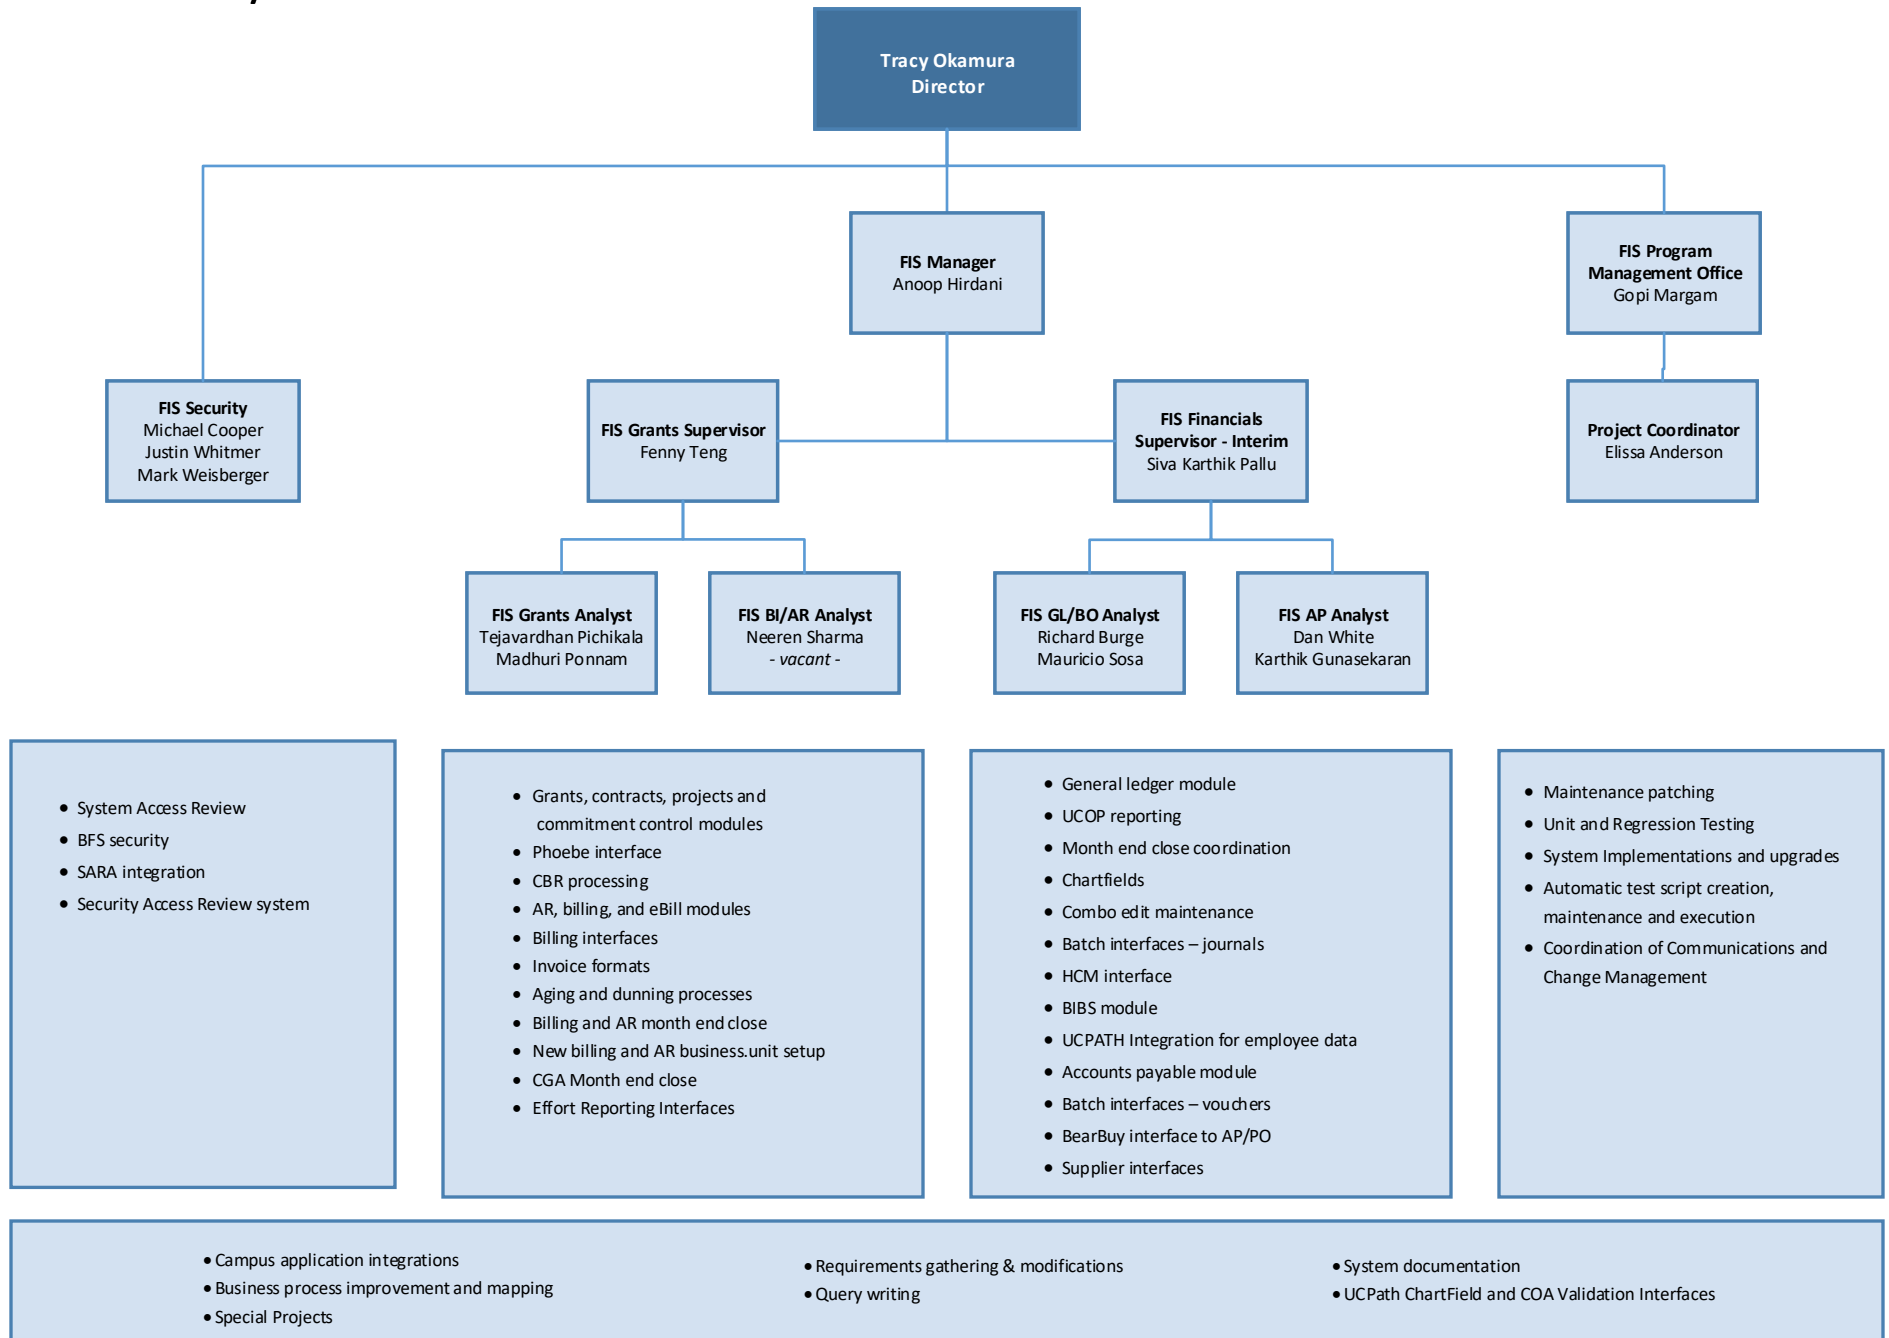 Tracy Okamura
Director
FIS Manager
Anoop Hirdani
FIS Program
Management Office
Gopi Margam
FIS Security
Michael Cooper
Justin Whitmer
Mark Weisberger
FIS Grants Supervisor
Fenny Teng
FIS Financials
Supervisor - Interim
Siva Karthik Pallu
Project Coordinator
Elissa Anderson
FIS Grants Analyst
Tejavardhan Pichikala
Madhuri Ponnam
FIS BI/AR Analyst
Neeren Sharma
- vacant -
FIS GL/BO Analyst
Richard Burge
Mauricio Sosa
FIS AP Analyst
Dan White
Karthik Gunasekaran
• System Access Review
• BFS security
• SARA integration
• Security Access Review system
• Grants, contracts, projects and
commitment control modules
• Phoebe interface
• CBR processing
• AR, billing, and eBill modules
• Billing interfaces
• Invoice formats
• Aging and dunning processes
• Billing and AR month end close
• New billing and AR business.unit setup
• CGA Month end close
• Effort Reporting Interfaces
• General ledger module
• UCOP reporting
• Month end close coordination
• Chartfields
• Combo edit maintenance
• Batch interfaces – journals
• HCM interface
• BIBS module
• UCPATH Integration for employee data
• Accounts payable module
• Batch interfaces – vouchers
• BearBuy interface to AP/PO
• Supplier interfaces
• Maintenance patching
• Unit and Regression Testing
• System Implementations and upgrades
• Automatic test script creation,
maintenance and execution
• Coordination of Communications and
Change Management
• Campus application integrations
• Business process improvement and mapping
• Special Projects
• Requirements gathering & modifications
• Query writing
• System documentation
• UCPath ChartField and COA Validation Interfaces